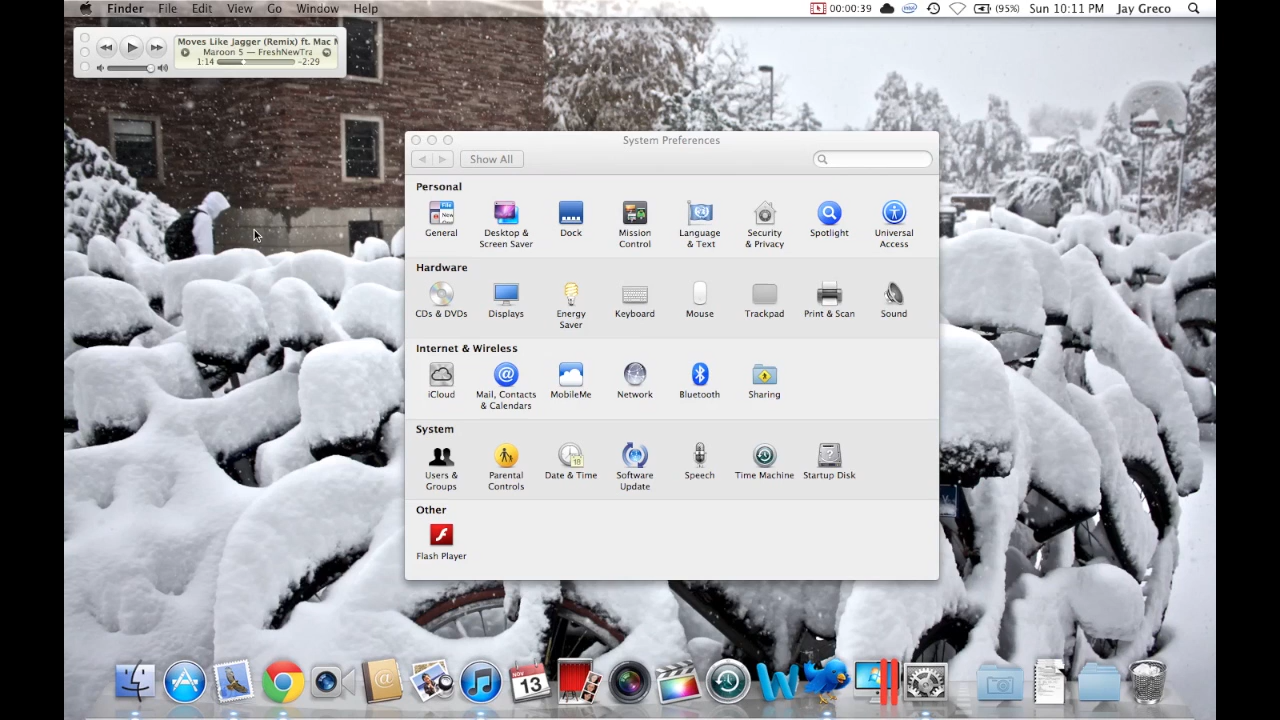 Finder File Edit View Go Window Help 00:00:39 (95%) Sun 10:11 PM Jay Greco
Moves Like Jagger (Remix) ft. Mac M
Maroon 5 — FreshNewTra
1:14 -2:29
System Preferences
Show All
Personal
General Desktop & Screen Saver Dock Mission Control Language & Text Security & Privacy Spotlight Universal Access
Hardware
CDs & DVDs Displays Energy Saver Keyboard Mouse Trackpad Print & Scan Sound
Internet & Wireless
iCloud Mail, Contacts & Calendars MobileMe Network Bluetooth Sharing
System
Users & Groups Parental Controls Date & Time Software Update Speech Time Machine Startup Disk
Other
Flash Player
NOV
13